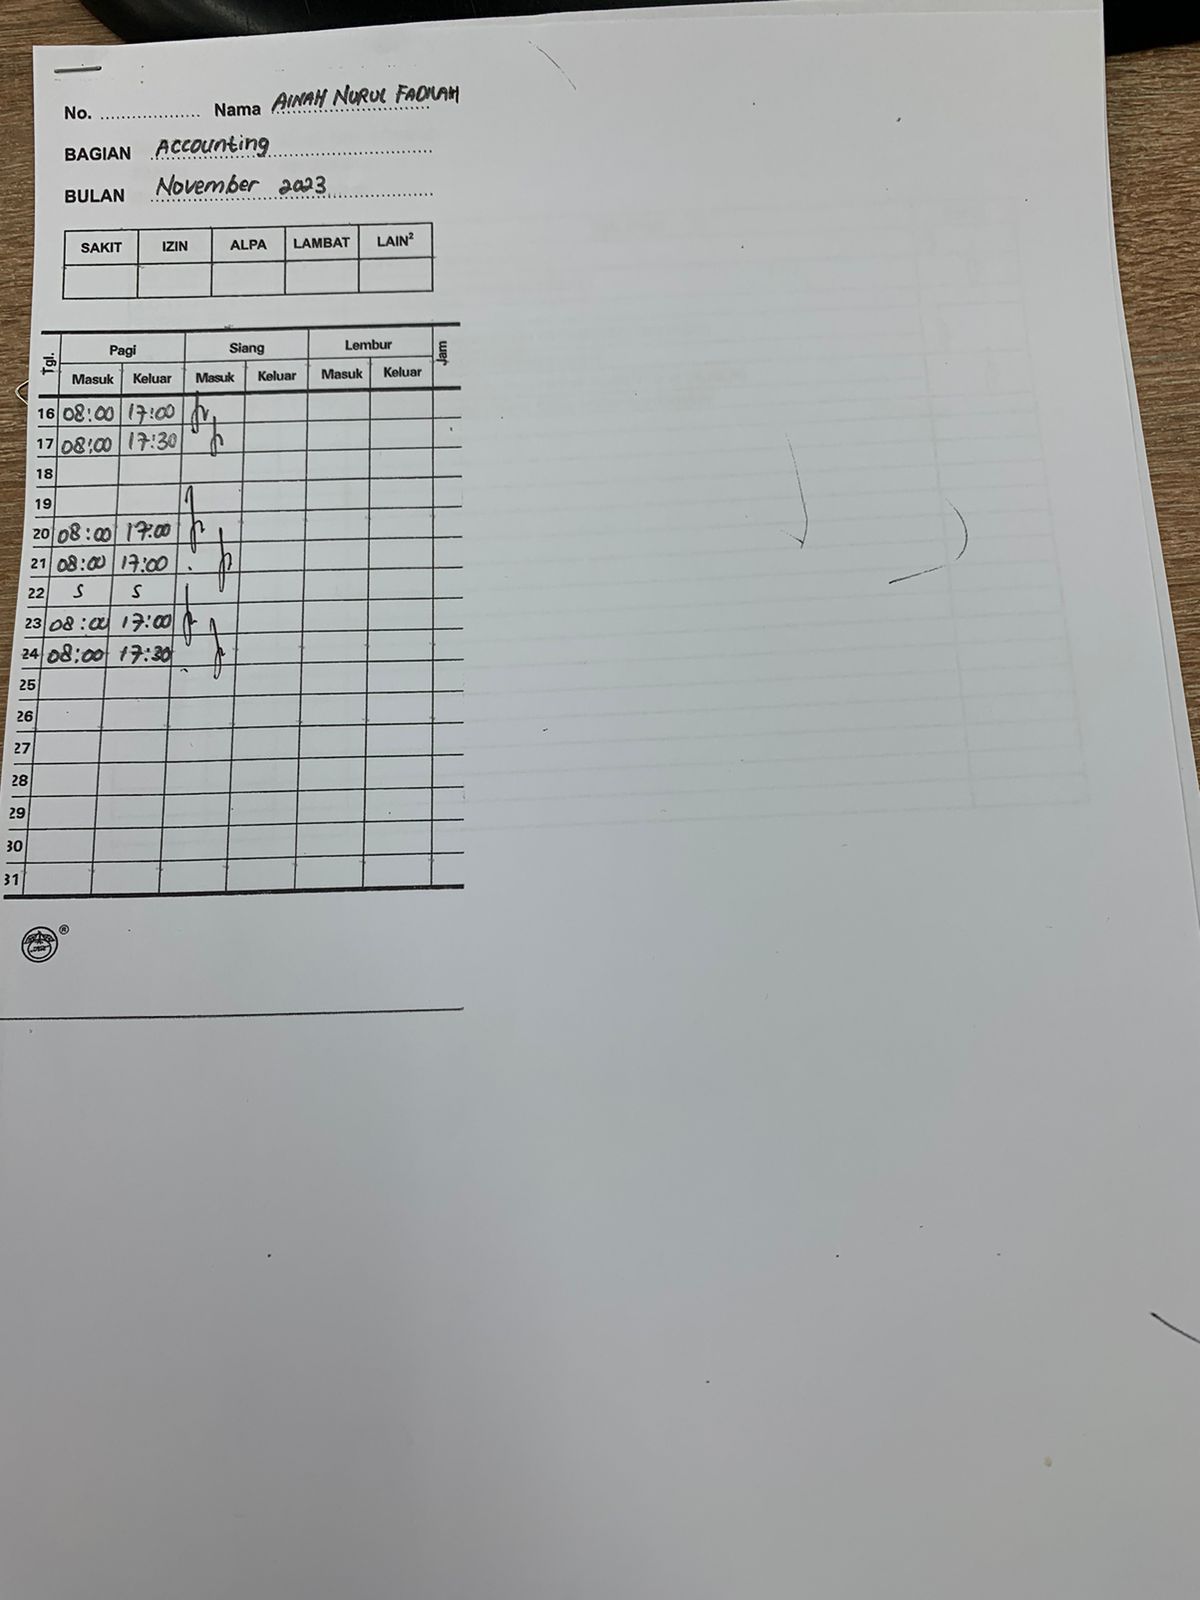 No. .................. Nama AINAH NURUL FADILAH
BAGIAN Accounting
BULAN November 2023
SAKIT IZIN ALPA LAMBAT LAIN²
Tgl. Pagi Siang Lembur Jam
Masuk Keluar Masuk Keluar Masuk Keluar
16 08:00 17:00
17 08:00 17:30
18
19
20 08:00 17:00
21 08:00 17:00
22 S S
23 08:00 17:00
24 08:00 17:30
25
26
27
28
29
30
31
®